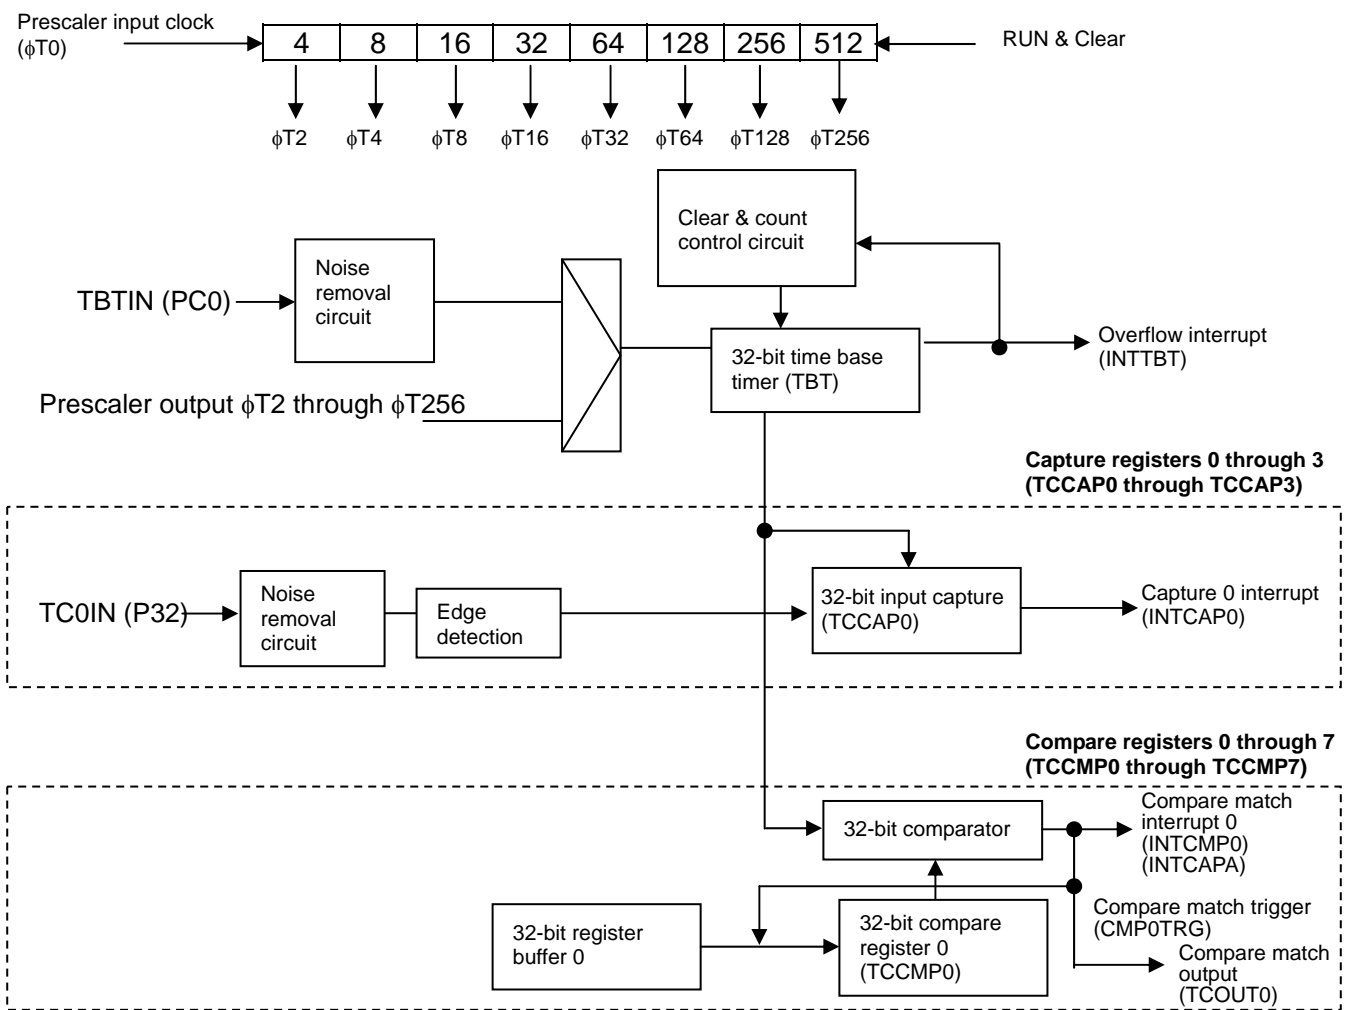 Prescaler input clock
(ϕT0)
4 8 16 32 64 128 256 512
RUN & Clear
ϕT2 ϕT4 ϕT8 ϕT16 ϕT32 ϕT64 ϕT128 ϕT256
Clear & count
control circuit
Noise
removal
circuit
TBTIN (PC0)
32-bit time base
timer (TBT)
Overflow interrupt
(INTTBT)
Prescaler output ϕT2 through ϕT256
Capture registers 0 through 3
(TCCAP0 through TCCAP3)
TC0IN (P32)
Noise
removal
circuit
Edge
detection
32-bit input capture
(TCCAP0)
Capture 0 interrupt
(INTCAP0)
Compare registers 0 through 7
(TCCMP0 through TCCMP7)
32-bit comparator
Compare match
interrupt 0
(INTCMP0)
(INTCAPA)
32-bit register
buffer 0
32-bit compare
register 0
(TCCMP0)
Compare match trigger
(CMP0TRG)
Compare match
output
(TCOUT0)